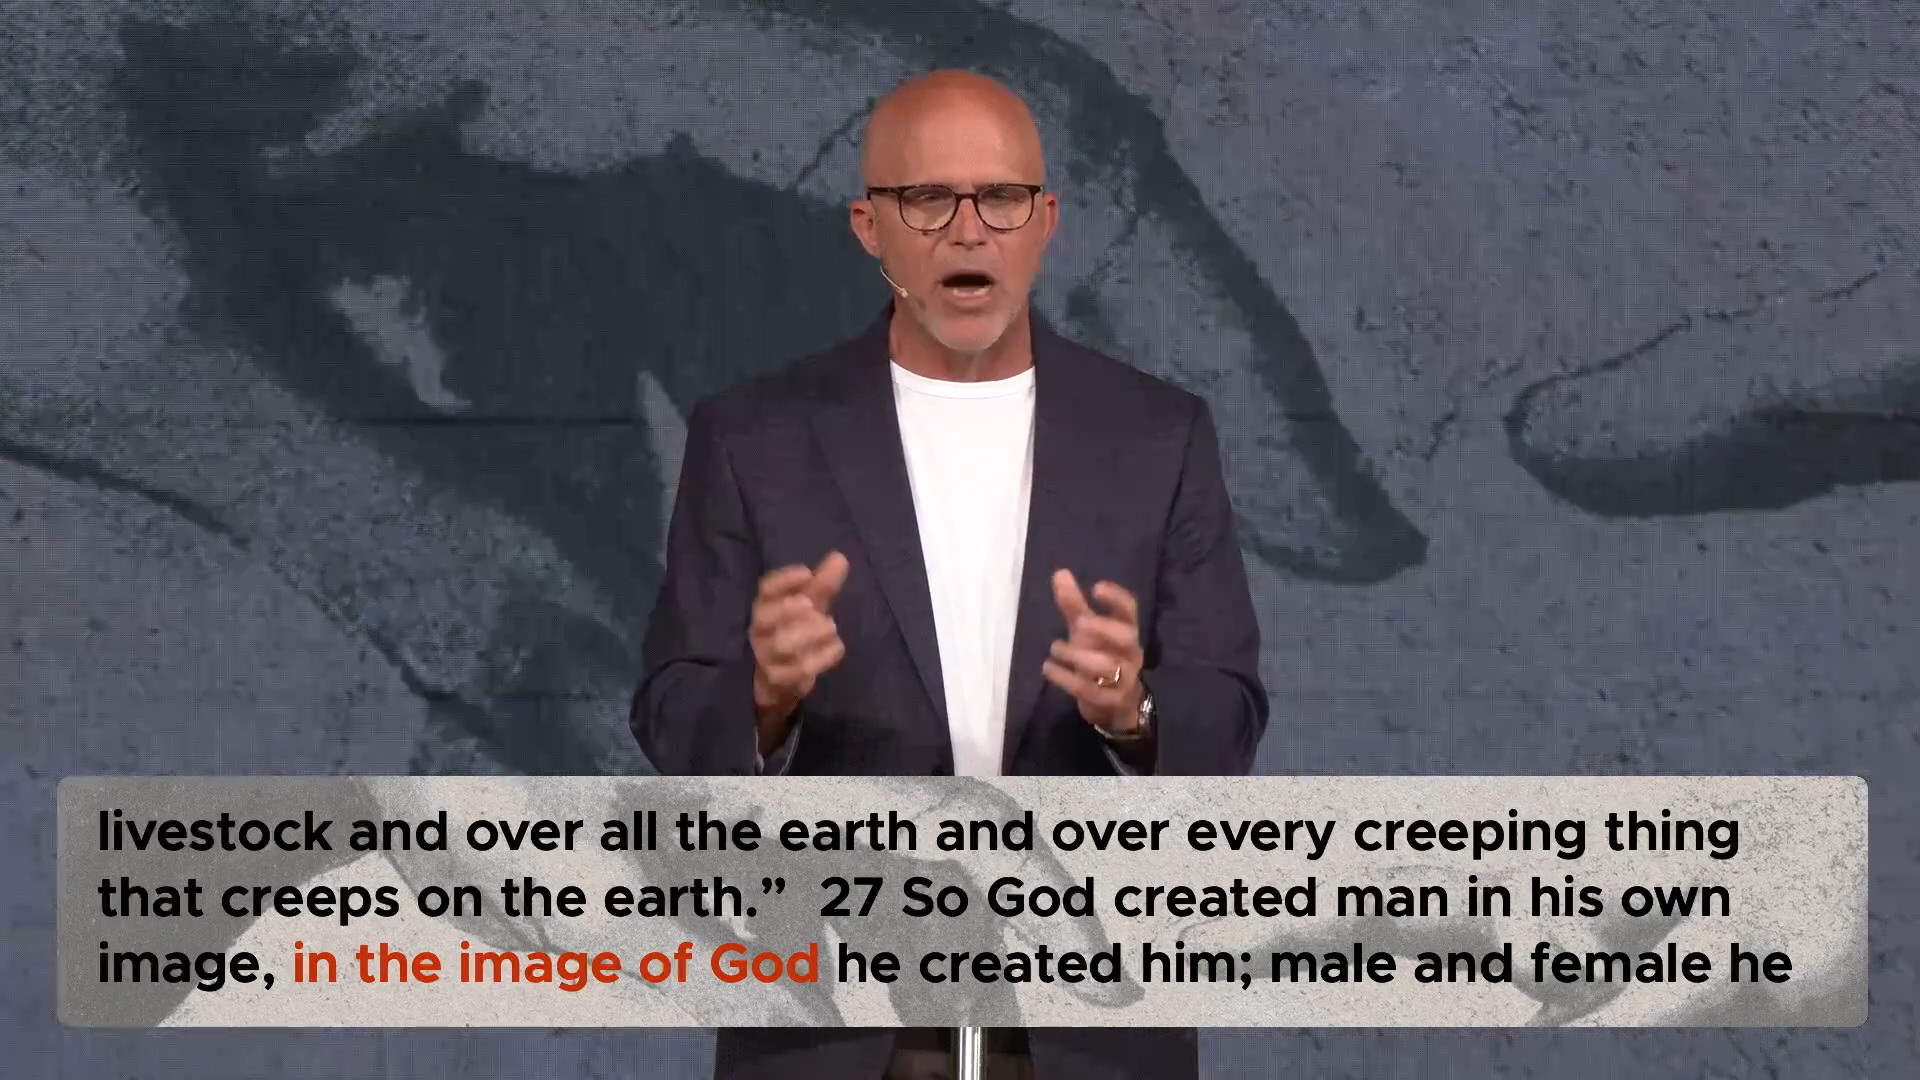 livestock and over all the earth and over every creeping thing
that creeps on the earth.”  27 So God created man in his own
image, in the image of God he created him; male and female he